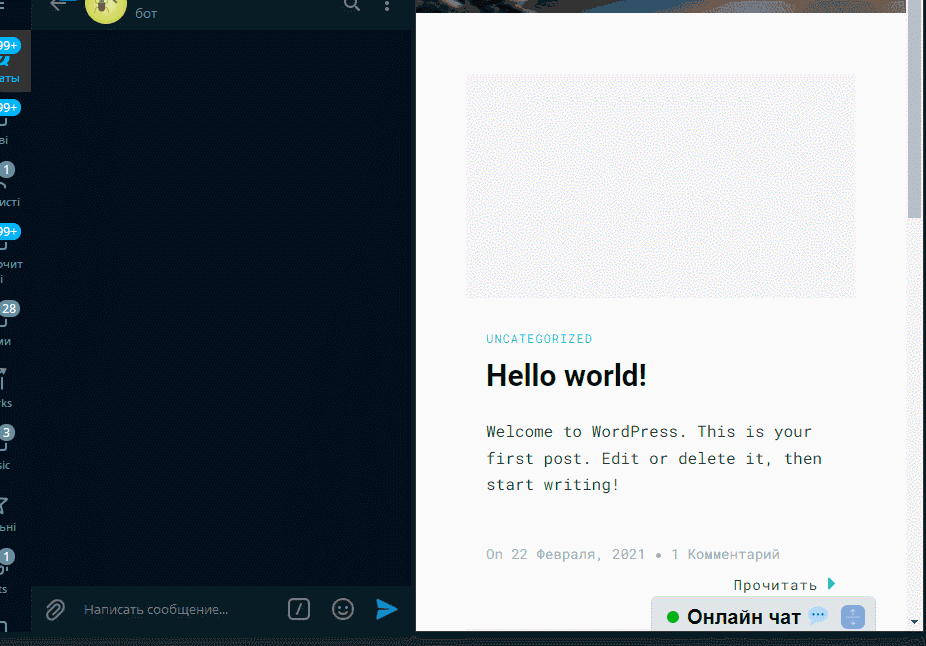 бот
99+
аты
99+
ві
1
исті
99+
очит
і
28
ми
rks
3
sic
ьні
1
ts
Написать сообщение...
UNCATEGORIZED
Hello world!
Welcome to WordPress. This is your
first post. Edit or delete it, then
start writing!
On 22 Февраля, 2021 • 1 Комментарий
Прочитать
Онлайн чат